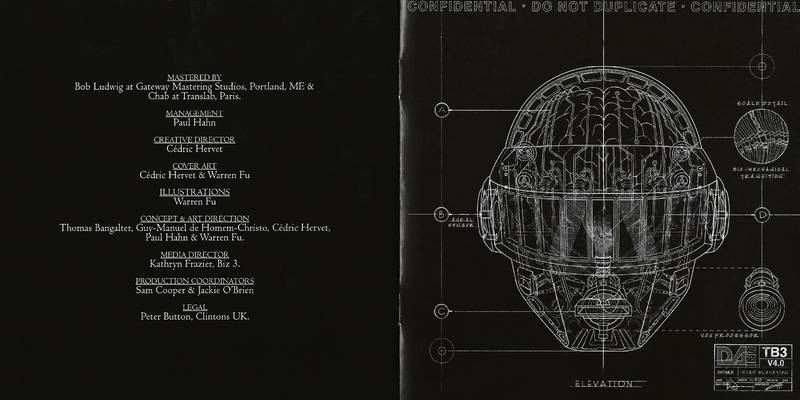 MASTERED BY
Bob Ludwig at Gateway Mastering Studios, Portland, ME &
Chab at Translab, Paris.
MANAGEMENT
Paul Hahn
CREATIVE DIRECTOR
Cédric Hervet
COVER ART
Cédric Hervet & Warren Fu
ILLUSTRATIONS
Warren Fu
CONCEPT & ART DIRECTION
Thomas Bangalter, Guy-Manuel de Homem-Christo, Cédric Hervet,
Paul Hahn & Warren Fu.
MEDIA DIRECTOR
Kathryn Frazier, Biz 3.
PRODUCTION COORDINATORS
Sam Cooper & Jackie O'Brien
LEGAL
Peter Button, Clintons UK.
CONFIDENTIAL · DO NOT DUPLICATE · CONFIDENTIAL
A
SCALE DETAIL
BIO-MECHANICAL
TRANSITION
B
AURAL
SENSOR
D
C
VOX PROCESSOR
ELEVATION
TB3
V4.0
DETAILS